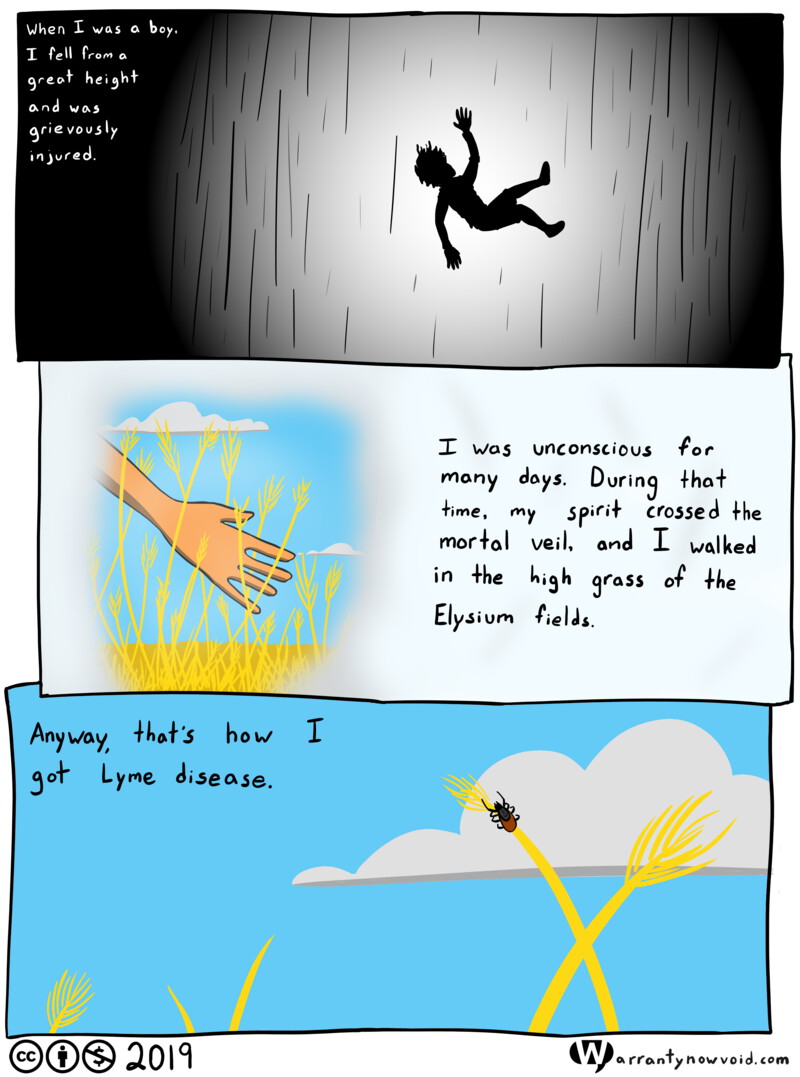 When I was a boy,
I fell from a
great height
and was
grievously
injured.
I was unconscious for
many days. During that
time, my spirit crossed the
mortal veil, and I walked
in the high grass of the
Elysium fields.
Anyway, that's how I
got Lyme disease.
cc $ 2019
Warrantynowvoid.com